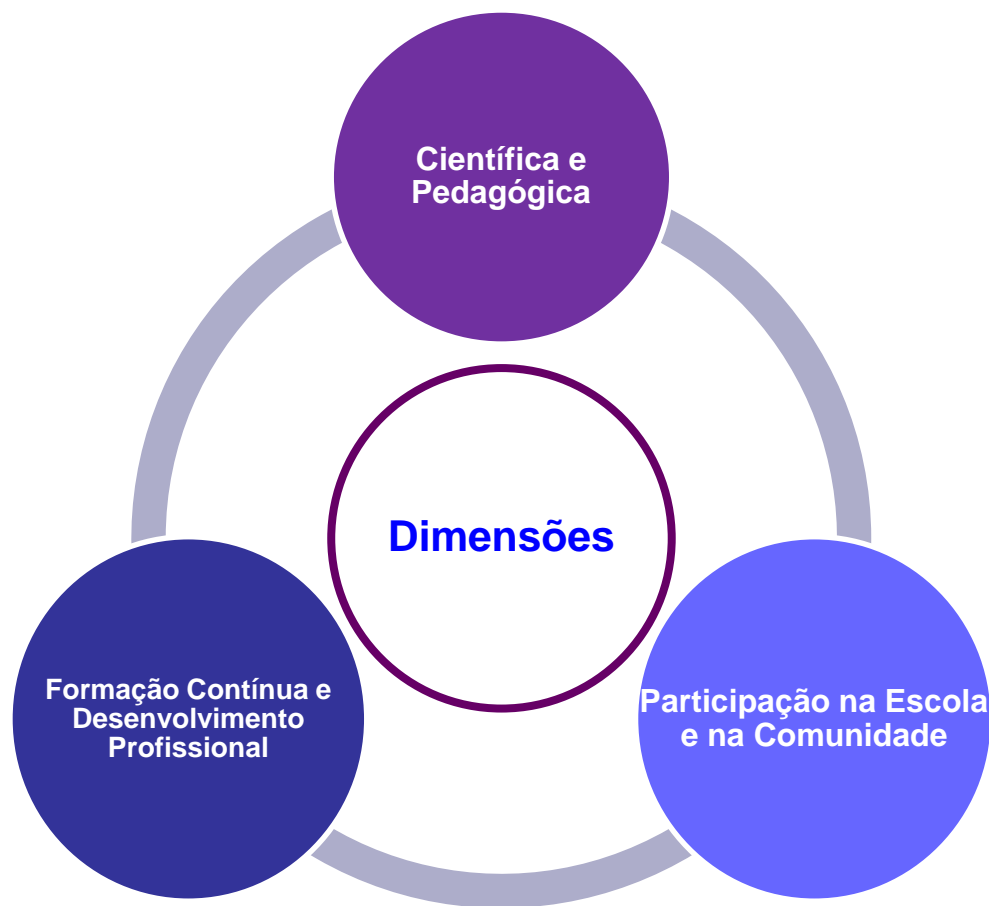 Científica e
Pedagógica
Dimensões
Formação Contínua e
Desenvolvimento
Profissional
Participação na Escola
e na Comunidade